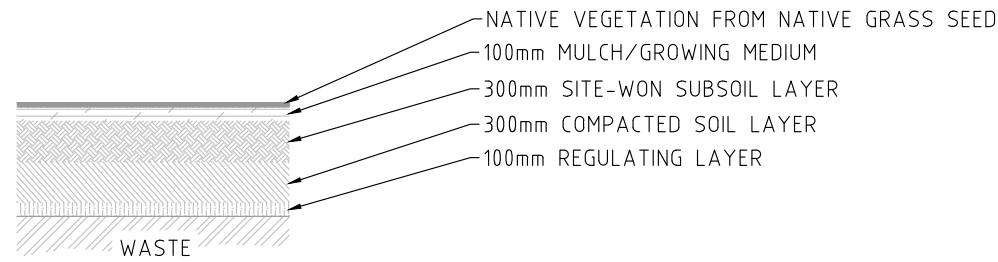 NATIVE VEGETATION FROM NATIVE GRASS SEED
100mm MULCH/GROWING MEDIUM
300mm SITE-WON SUBSOIL LAYER
300mm COMPACTED SOIL LAYER
100mm REGULATING LAYER
WASTE